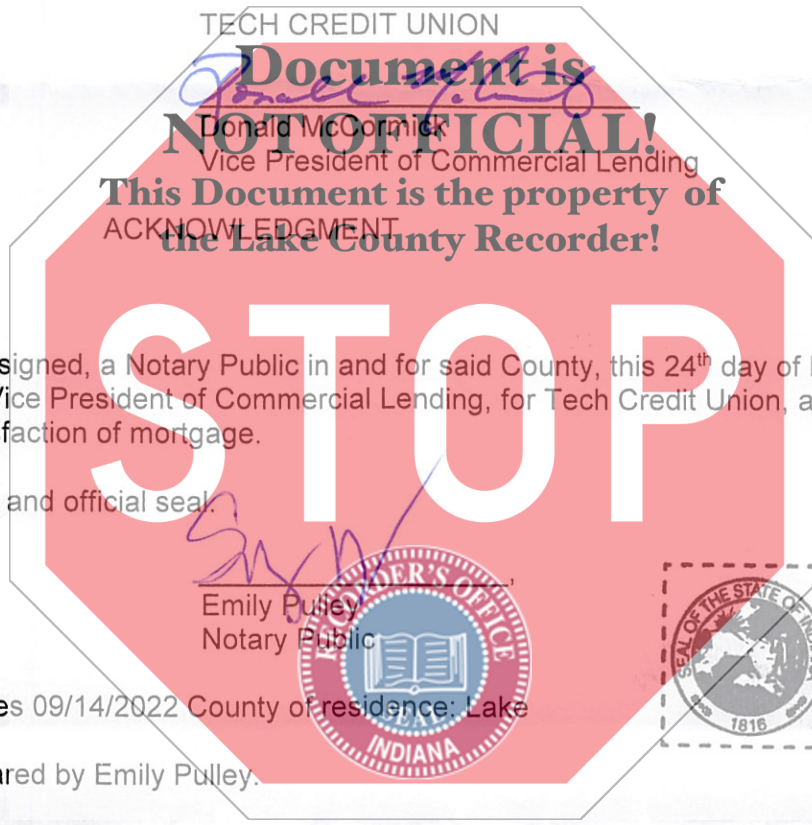 TECH CREDIT UNION
Document is
NOT OFFICIAL!
Donald McCormick
Vice President of Commercial Lending
This Document is the property of
the Lake County Recorder!
ACKNOWLEDGMENT
STOP
signed, a Notary Public in and for said County, this 24th day of
Vice President of Commercial Lending, for Tech Credit Union, a
faction of mortgage.
and official seal.
Emily Pulley
Notary Public
RECORDER'S OFFICE
SEAL
INDIANA
SEAL OF THE STATE OF
1816
es 09/14/2022 County of residence: Lake
ared by Emily Pulley.